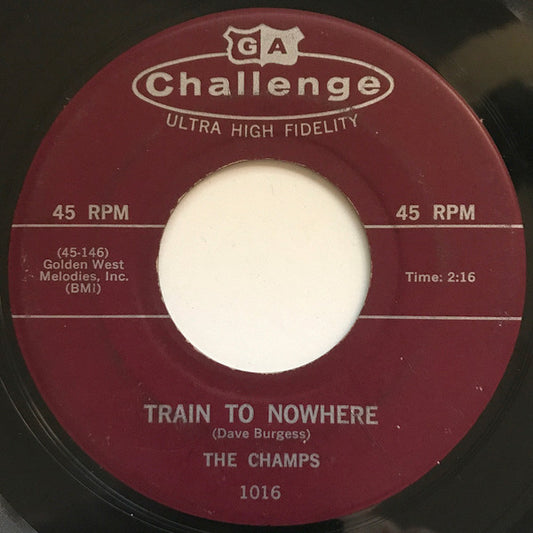 GA
Challenge
ULTRA HIGH FIDELITY
45 RPM
45 RPM
(45-146)
Golden West
Melodies, Inc.
(BMI)
Time: 2:16
TRAIN TO NOWHERE
(Dave Burgess)
THE CHAMPS
1016